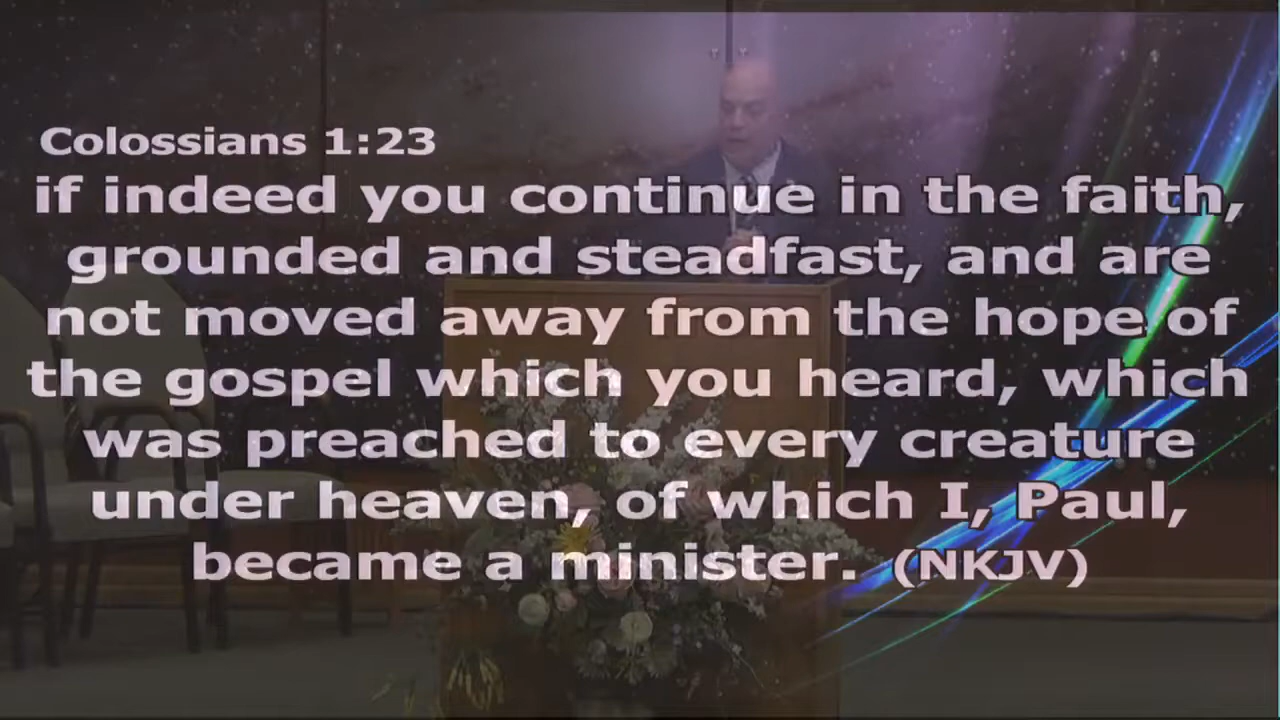 Colossians 1:23
if indeed you continue in the faith,
grounded and steadfast, and are
not moved away from the hope of
the gospel which you heard, which
was preached to every creature
under heaven, of which I, Paul,
became a minister. (NKJV)